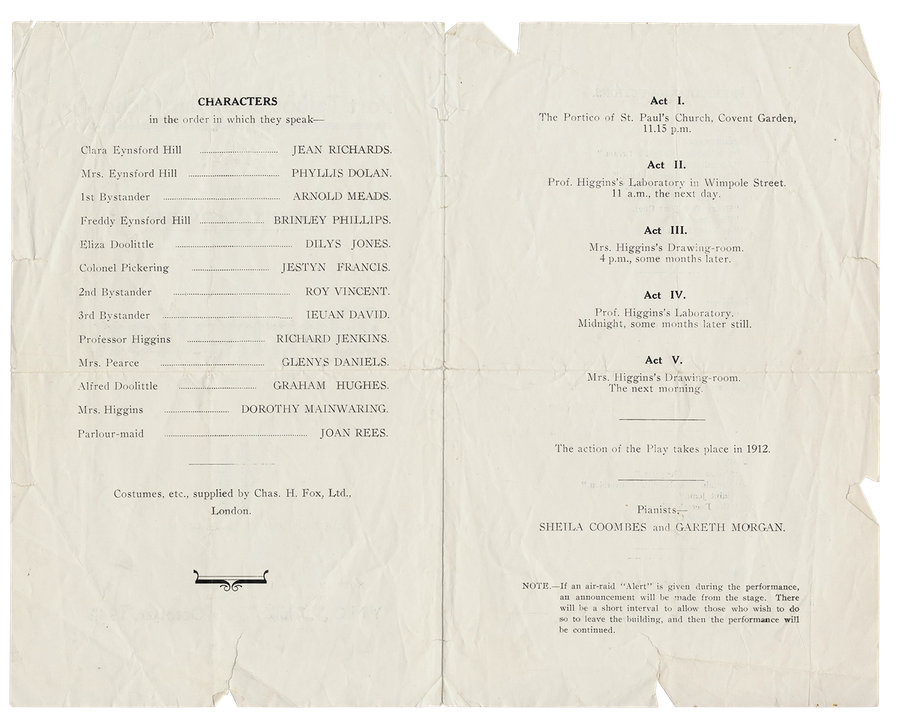 CHARACTERS
in the order in which they speak—
Clara Eynsford Hill ........ JEAN RICHARDS.
Mrs. Eynsford Hill ........ PHYLLIS DOLAN.
1st Bystander ........ ARNOLD MEADS.
Freddy Eynsford Hill ........ BRINLEY PHILLIPS.
Eliza Doolittle ........ DILYS JONES.
Colonel Pickering ........ JESTYN FRANCIS.
2nd Bystander ........ ROY VINCENT.
3rd Bystander ........ IEUAN DAVID.
Professor Higgins ........ RICHARD JENKINS.
Mrs. Pearce ........ GLENYS DANIELS.
Alfred Doolittle ........ GRAHAM HUGHES.
Mrs. Higgins ........ DOROTHY MAINWARING.
Parlour-maid ........ JOAN REES.
Costumes, etc., supplied by Chas. H. Fox, Ltd.,
London.
Act I.
The Portico of St. Paul's Church, Covent Garden,
11.15 p.m.
Act II.
Prof. Higgins's Laboratory in Wimpole Street.
11 a.m., the next day.
Act III.
Mrs. Higgins's Drawing-room.
4 p.m., some months later.
Act IV.
Prof. Higgins's Laboratory.
Midnight, some months later still.
Act V.
Mrs. Higgins's Drawing-room.
The next morning.
The action of the Play takes place in 1912.
Pianists,—
SHEILA COOMBES and GARETH MORGAN.
NOTE.—If an air-raid "Alert" is given during the performance,
an announcement will be made from the stage. There
will be a short interval to allow those who wish to do
so to leave the building, and then the performance will
be continued.